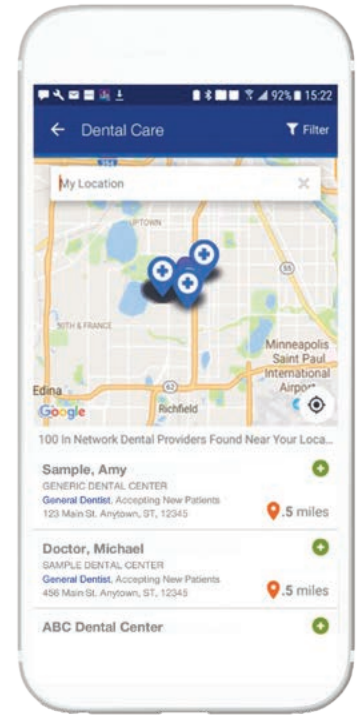 92% 15:22
Dental Care
Filter
My Location
UPTOWN
50TH & FRANCE
Minneapolis
Saint Paul
International
Airport
Edina
Google
Richfield
100 In Network Dental Providers Found Near Your Loca...
Sample, Amy
GENERIC DENTAL CENTER
General Dentist, Accepting New Patients
123 Main St. Anytown, ST, 12345
.5 miles
Doctor, Michael
SAMPLE DENTAL CENTER
General Dentist, Accepting New Patients
456 Main St. Anytown, ST, 12345
.5 miles
ABC Dental Center